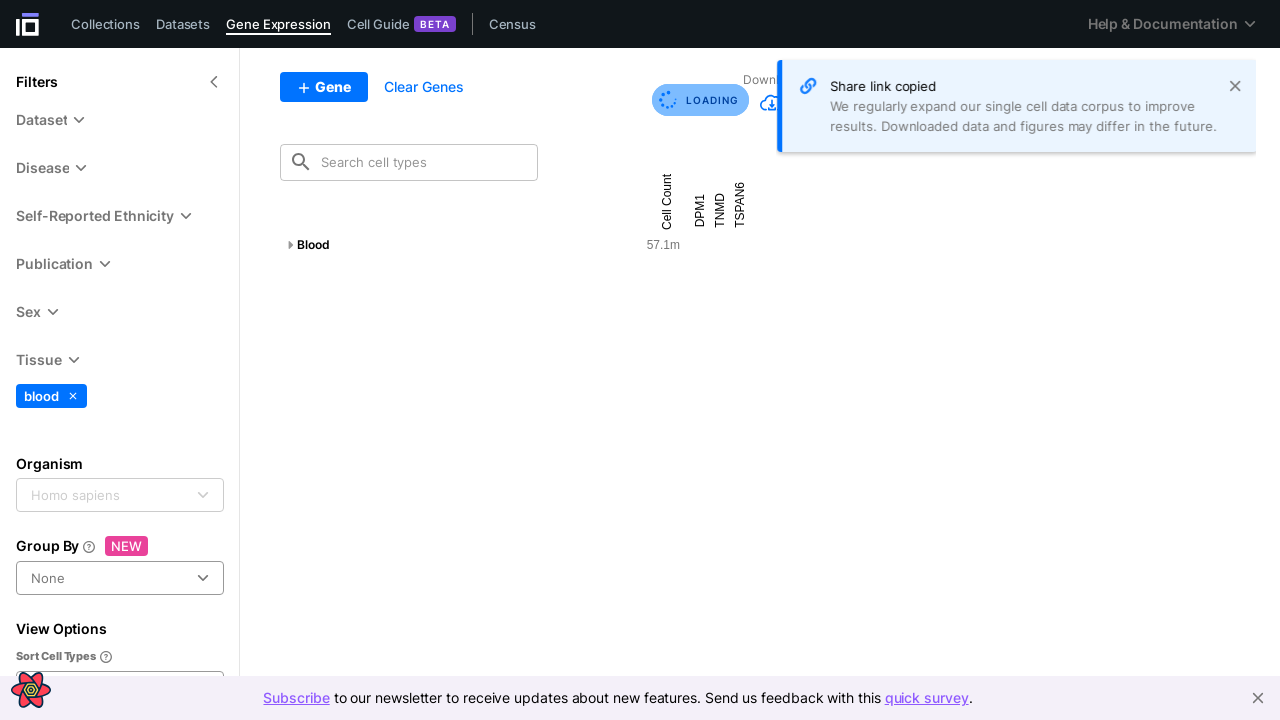 Collections
Datasets
Gene Expression
Cell Guide
BETA
Census
Help & Documentation
Filters
Dataset
Disease
Self-Reported Ethnicity
Publication
Sex
Tissue
blood
Organism
Homo sapiens
Group By
NEW
None
View Options
Sort Cell Types
Gene
Clear Genes
Downl
LOADING
Share link copied
We regularly expand our single cell data corpus to improve
results. Downloaded data and figures may differ in the future.
Search cell types
Cell Count
DPM1
TNMD
TSPAN6
Blood
57.1m
Subscribe to our newsletter to receive updates about new features. Send us feedback with this quick survey.